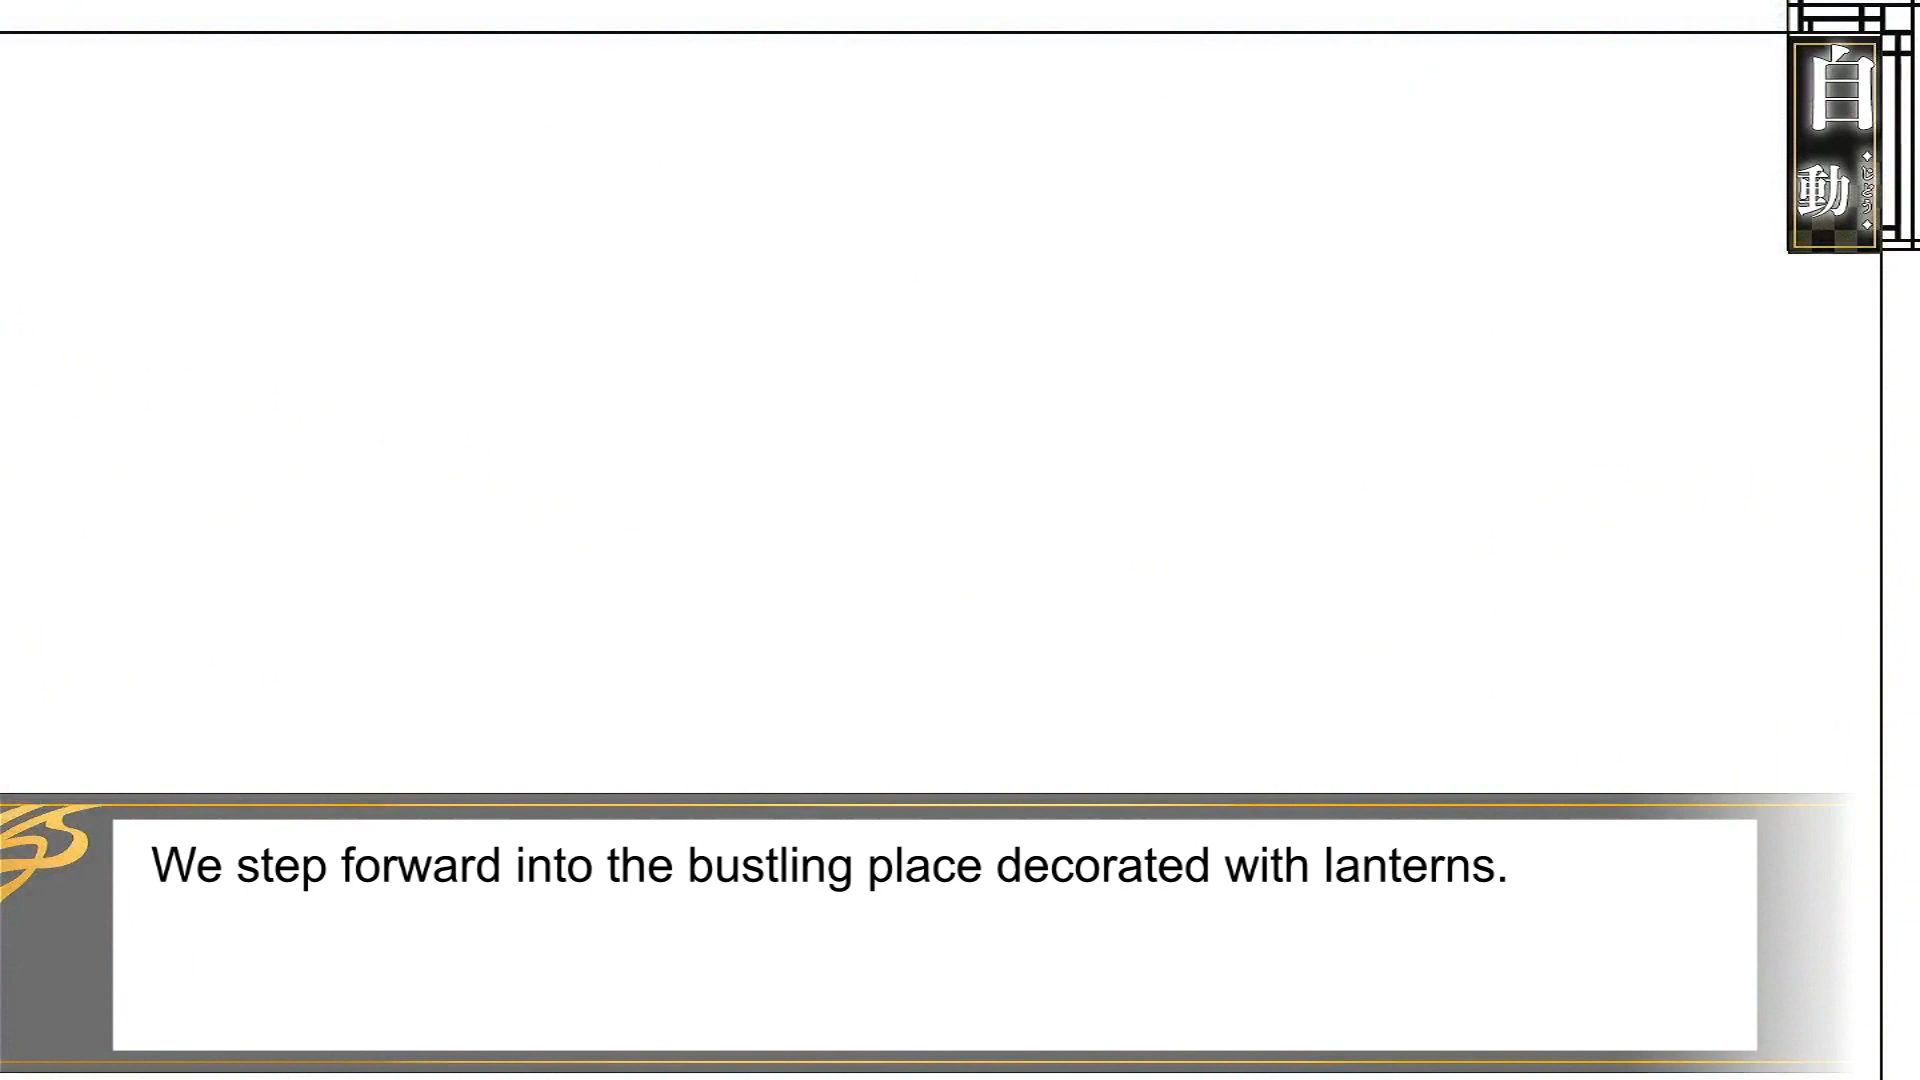 自動
じどう
We step forward into the bustling place decorated with lanterns.